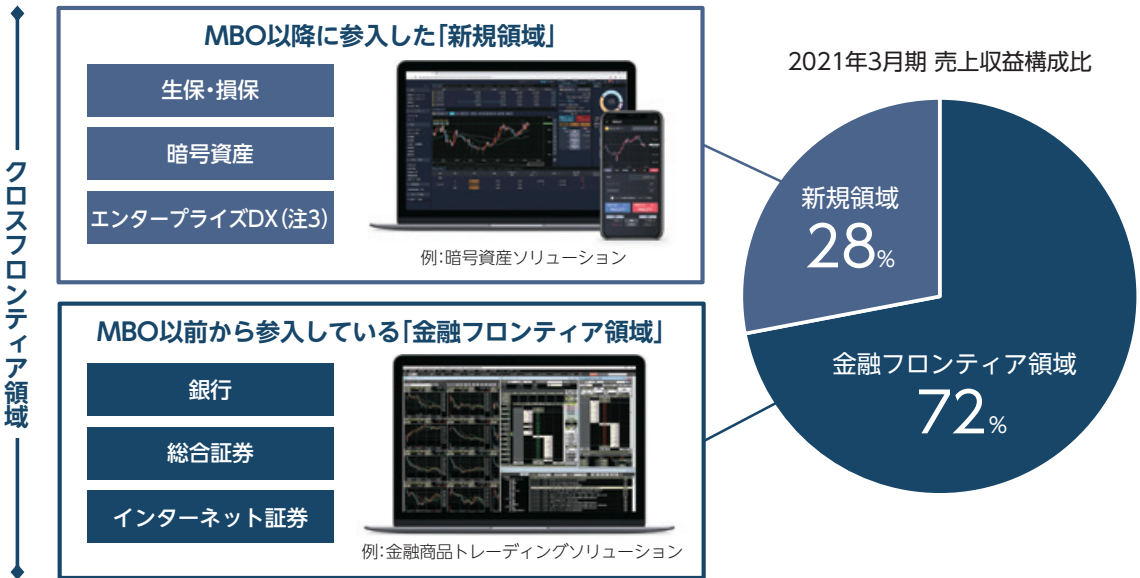 クロスフロンティア領域
MBO以降に参入した「新規領域」
生保・損保
暗号資産
エンタープライズDX(注3)
例:暗号資産ソリューション
MBO以前から参入している「金融フロンティア領域」
銀行
総合証券
インターネット証券
例:金融商品トレーディングソリューション
2021年3月期 売上収益構成比
新規領域
28%
金融フロンティア領域
72%